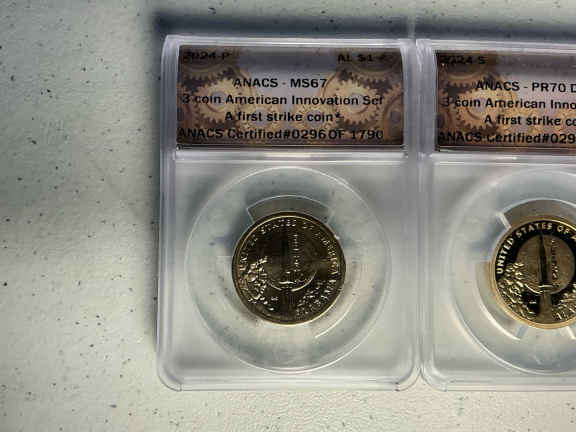 2024-P AL $1
ANACS - MS67
3-coin American Innovation Set
A first strike coin*
ANACS Certified#0296 OF 1790
UNITED STATES OF AMERICA
ALABAMA
2024 S
ANACS - PR70 D
3-coin American Inno
A first strike co
ANACS Certified#029
UNITED STATES OF